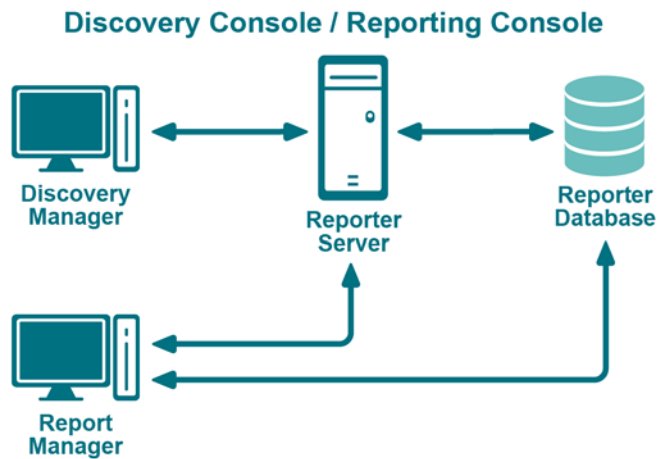 Discovery Console / Reporting Console
Discovery
Manager
Reporter
Server
Reporter
Database
Report
Manager